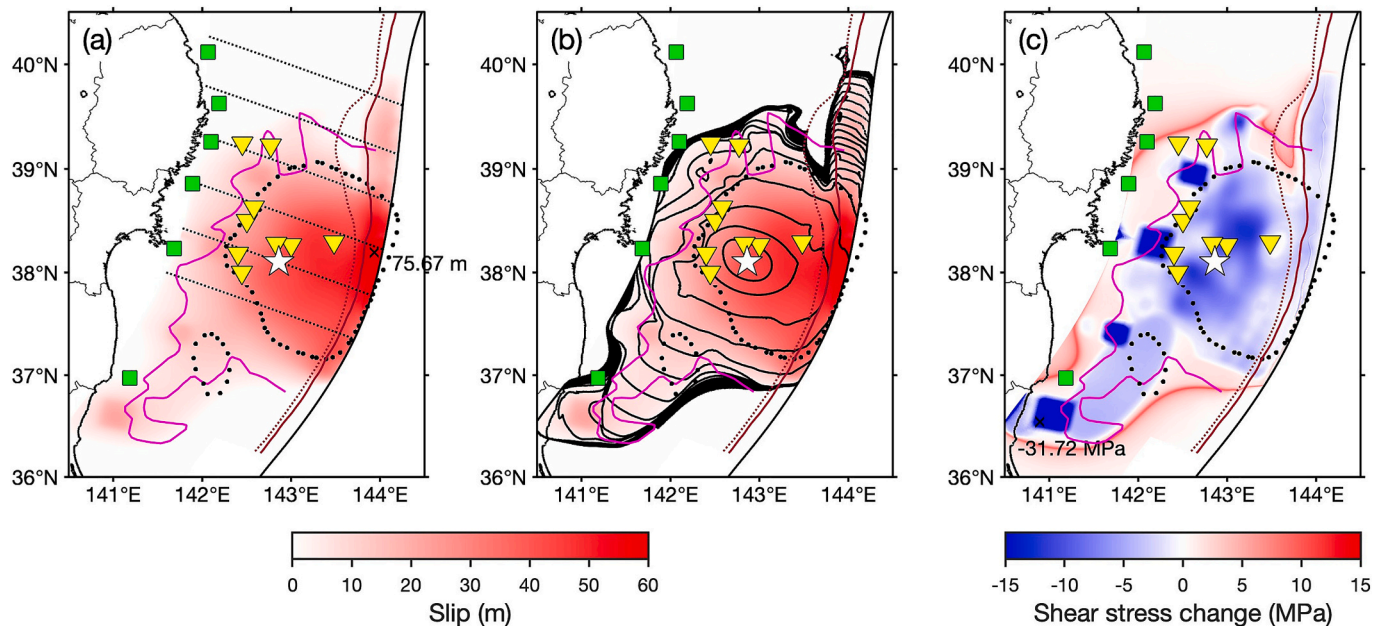 (a)
(b)
(c)
40°N
39°N
38°N
37°N
36°N
75.67 m
141°E
142°E
143°E
144°E
40°N
39°N
38°N
37°N
36°N
141°E
142°E
143°E
144°E
40°N
39°N
38°N
37°N
36°N
-31.72 MPa
141°E
142°E
143°E
144°E
0 10 20 30 40 50 60
Slip (m)
-15 -10 -5 0 5 10 15
Shear stress change (MPa)